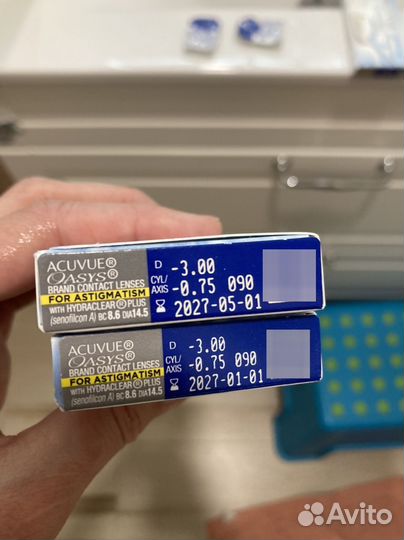 ACUVUE®
OASYS®
BRAND CONTACT LENSES
FOR ASTIGMATISM
WITH HYDRACLEAR® PLUS
(senofilcon A) BC 8.6 DIA 14.5
D -3.00
CYL/AXIS -0.75 090
2027-05-01
ACUVUE®
OASYS®
BRAND CONTACT LENSES
FOR ASTIGMATISM
WITH HYDRACLEAR® PLUS
(senofilcon A) BC 8.6 DIA 14.5
D -3.00
CYL/AXIS -0.75 090
2027-01-01
Avito